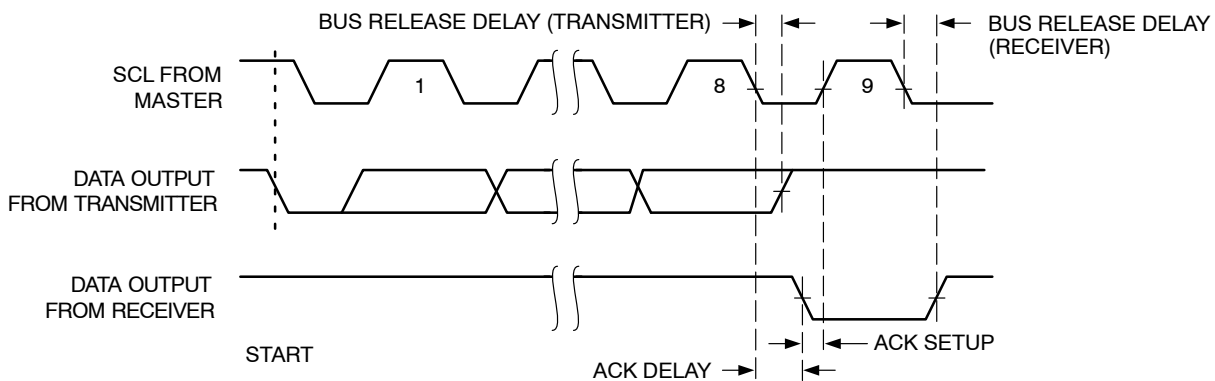 BUS RELEASE DELAY (TRANSMITTER)
BUS RELEASE DELAY
(RECEIVER)
SCL FROM
MASTER
1
8
9
DATA OUTPUT
FROM TRANSMITTER
DATA OUTPUT
FROM RECEIVER
START
ACK SETUP
ACK DELAY